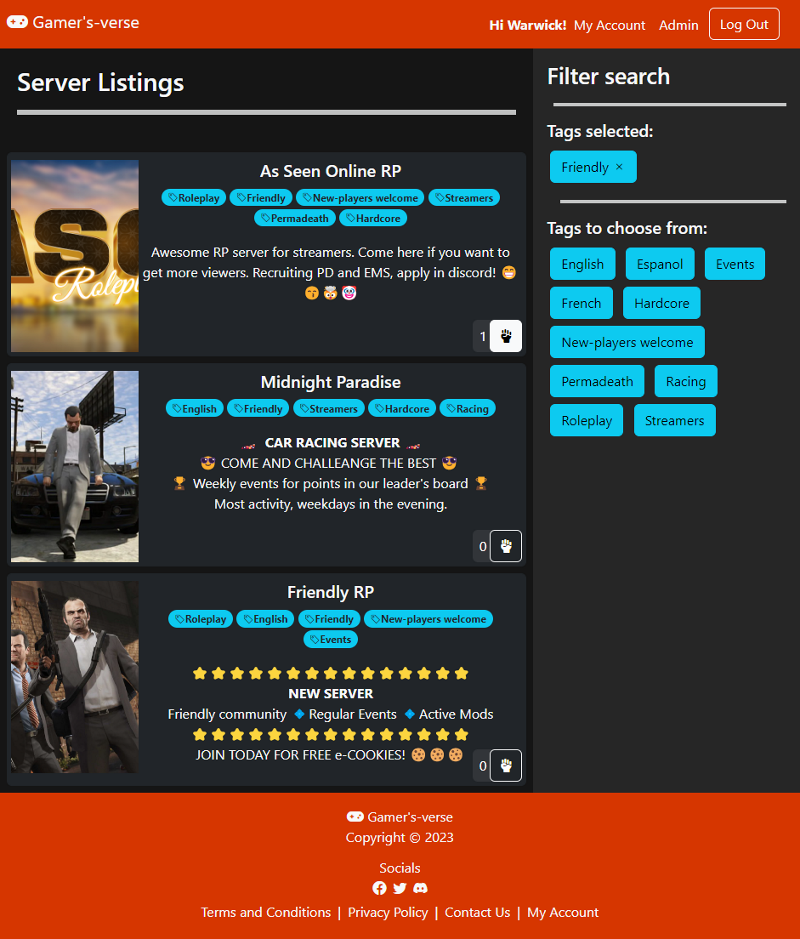 Gamer's-verse
Hi Warwick! My Account Admin Log Out
Server Listings
ASO
Rolepl
As Seen Online RP
Roleplay Friendly New-players welcome Streamers
Permadeath Hardcore
Awesome RP server for streamers. Come here if you want to
get more viewers. Recruiting PD and EMS, apply in discord! 😁
😙 🤯 🤡
1
Midnight Paradise
English Friendly Streamers Hardcore Racing
🏎️ CAR RACING SERVER 🏎️
COME AND CHALLEANGE THE BEST
🏆 Weekly events for points in our leader's board 🏆
Most activity, weekdays in the evening.
0
Friendly RP
Roleplay English Friendly New-players welcome
Events
⭐⭐⭐⭐⭐⭐⭐⭐⭐⭐⭐⭐⭐⭐⭐
NEW SERVER
Friendly community 🔹 Regular Events 🔹 Active Mods
⭐⭐⭐⭐⭐⭐⭐⭐⭐⭐⭐⭐⭐⭐⭐
JOIN TODAY FOR FREE e-COOKIES! 🍪 🍪 🍪
0
Filter search
Tags selected:
Friendly ×
Tags to choose from:
English Espanol Events
French Hardcore
New-players welcome
Permadeath Racing
Roleplay Streamers
Gamer's-verse
Copyright © 2023
Socials
Terms and Conditions | Privacy Policy | Contact Us | My Account